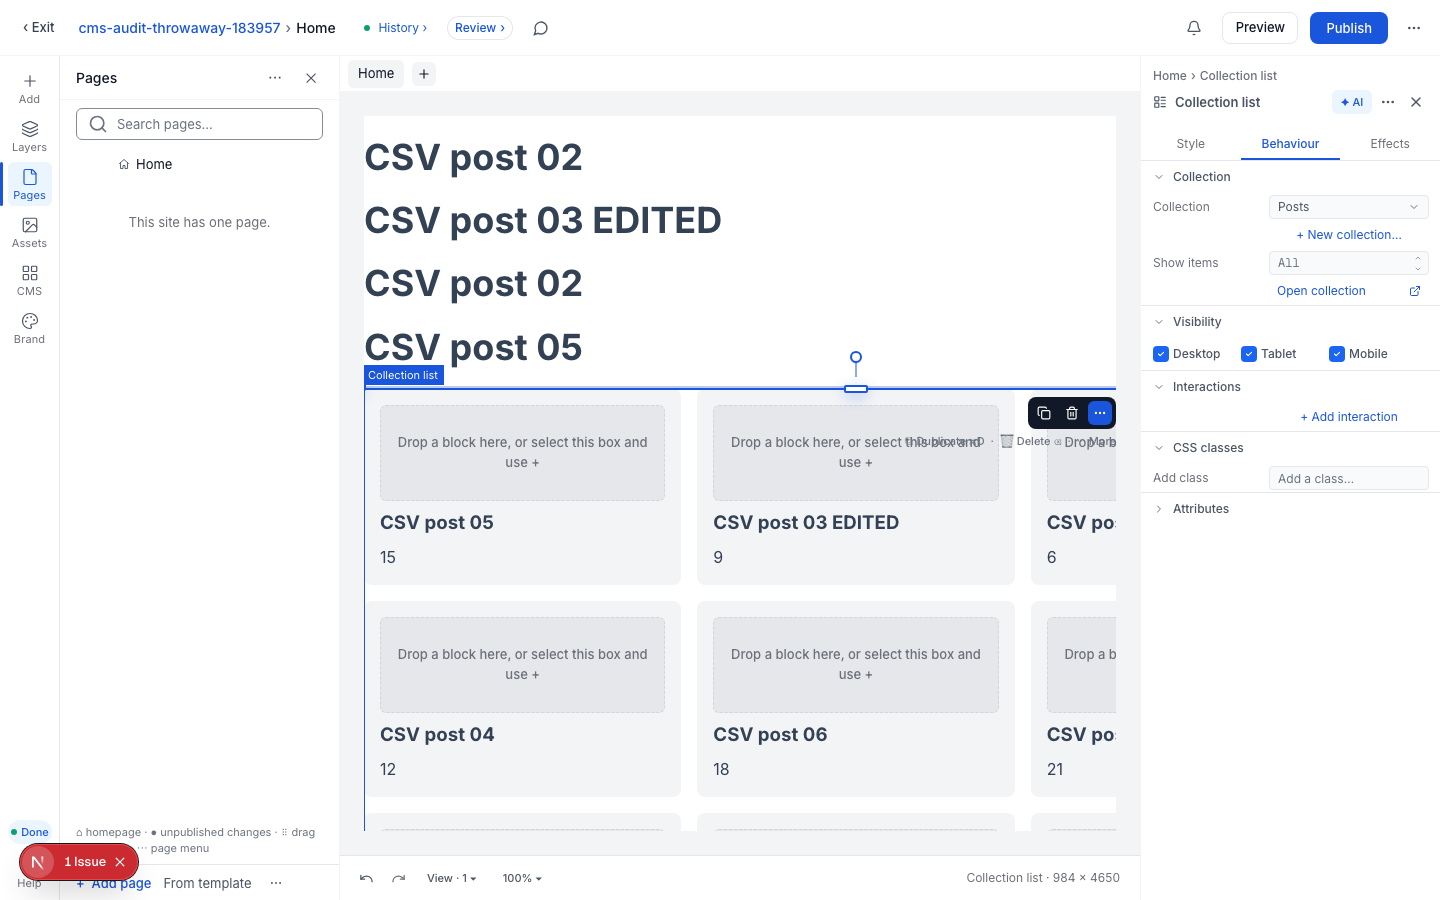 ‹ Exit
cms-audit-throwaway-183957 › Home
History ›
Review ›
Preview
Publish
Add
Layers
Pages
Assets
CMS
Brand
Pages
Search pages...
Home
This site has one page.
Home
CSV post 02
CSV post 03 EDITED
CSV post 02
CSV post 05
Collection list
Drop a block here, or select this box and
use +
CSV post 05
15
Drop a block here, or select this box and
use +
CSV post 03 EDITED
9
Delete
CSV
6
Drop a block here, or select this box and
use +
CSV post 04
12
Drop a block here, or select this box and
use +
CSV post 06
18
Drop a b
CSV
21
Home › Collection list
Collection list
AI
Style
Behaviour
Effects
Collection
Collection
Posts
+ New collection...
Show items
All
Open collection
Visibility
Desktop
Tablet
Mobile
Interactions
+ Add interaction
CSS classes
Add class
Add a class...
Attributes
Done
⌂ homepage · ● unpublished changes · ⠿ drag
··· page menu
1 Issue
Help
+ Add page
From template
View · 1
100%
Collection list · 984 × 4650